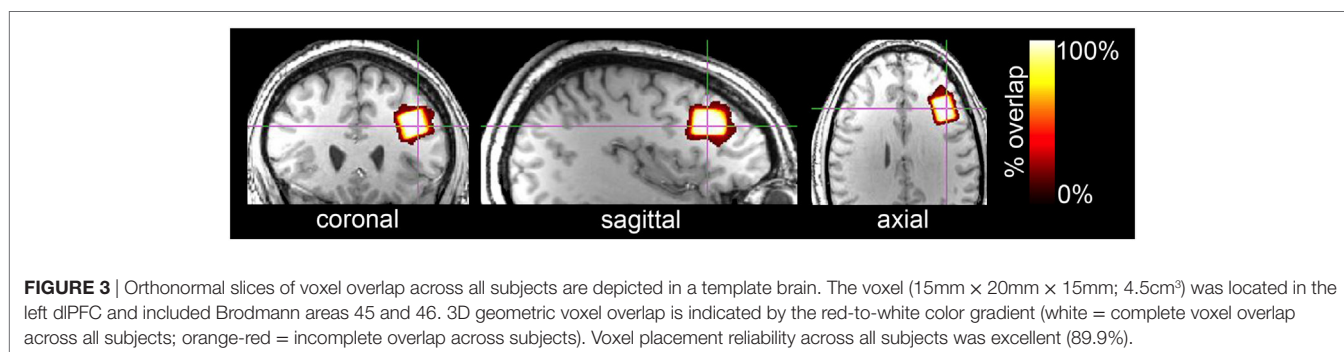 100%
% overlap
0%
coronal
sagittal
axial
FIGURE 3 | Orthonormal slices of voxel overlap across all subjects are depicted in a template brain. The voxel (15mm × 20mm × 15mm; 4.5cm³) was located in the
left dlPFC and included Brodmann areas 45 and 46. 3D geometric voxel overlap is indicated by the red-to-white color gradient (white = complete voxel overlap
across all subjects; orange-red = incomplete overlap across subjects). Voxel placement reliability across all subjects was excellent (89.9%).